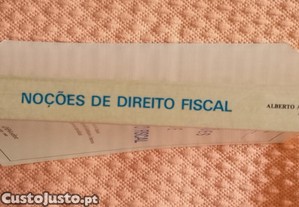 NOÇÕES DE DIREITO FISCAL
ALBERTO A
CustoJusto.pt